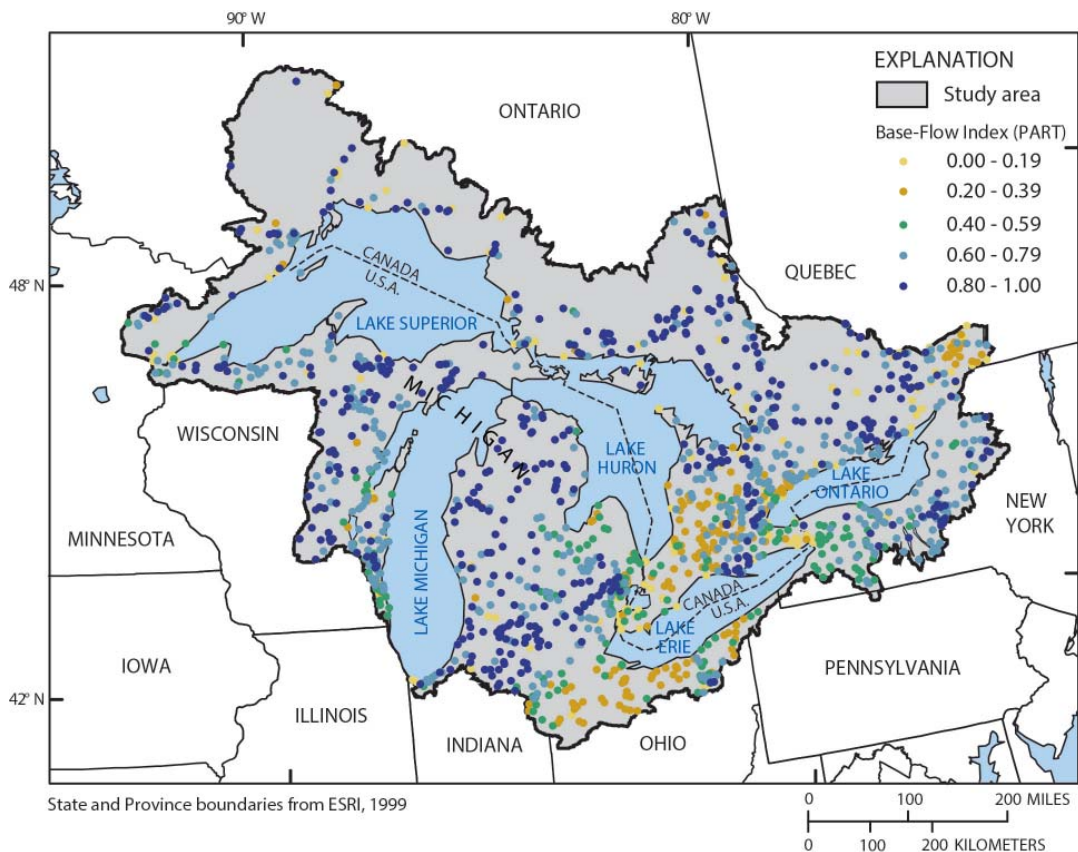 90° W
80° W
EXPLANATION
Study area
Base-Flow Index (PART)
0.00 - 0.19
0.20 - 0.39
0.40 - 0.59
0.60 - 0.79
0.80 - 1.00
ONTARIO
QUEBEC
48° N
CANADA
U.S.A.
LAKE SUPERIOR
MICHIGAN
WISCONSIN
LAKE
HURON
LAKE
ONTARIO
NEW
YORK
MINNESOTA
LAKE MICHIGAN
CANADA
U.S.A.
LAKE
ERIE
IOWA
PENNSYLVANIA
42° N
ILLINOIS
INDIANA
OHIO
State and Province boundaries from ESRI, 1999
0 100 200 MILES
0 100 200 KILOMETERS